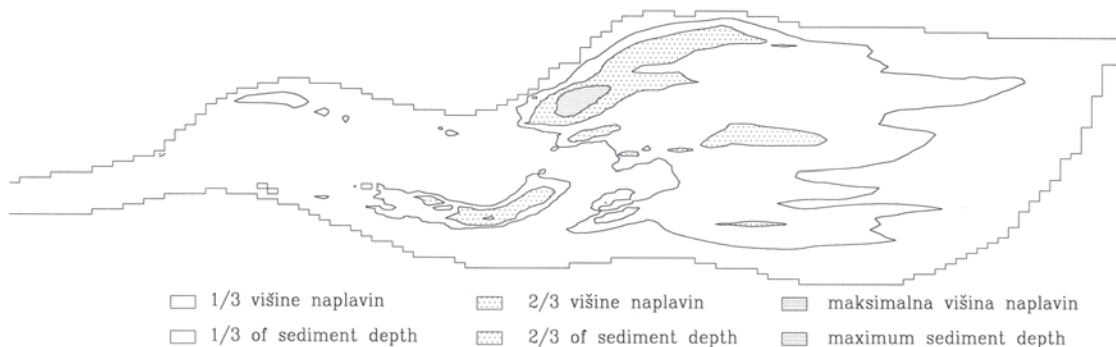 1/3 višine naplavin 2/3 višine naplavin maksimalna višina naplavin
1/3 of sediment depth 2/3 of sediment depth maximum sediment depth